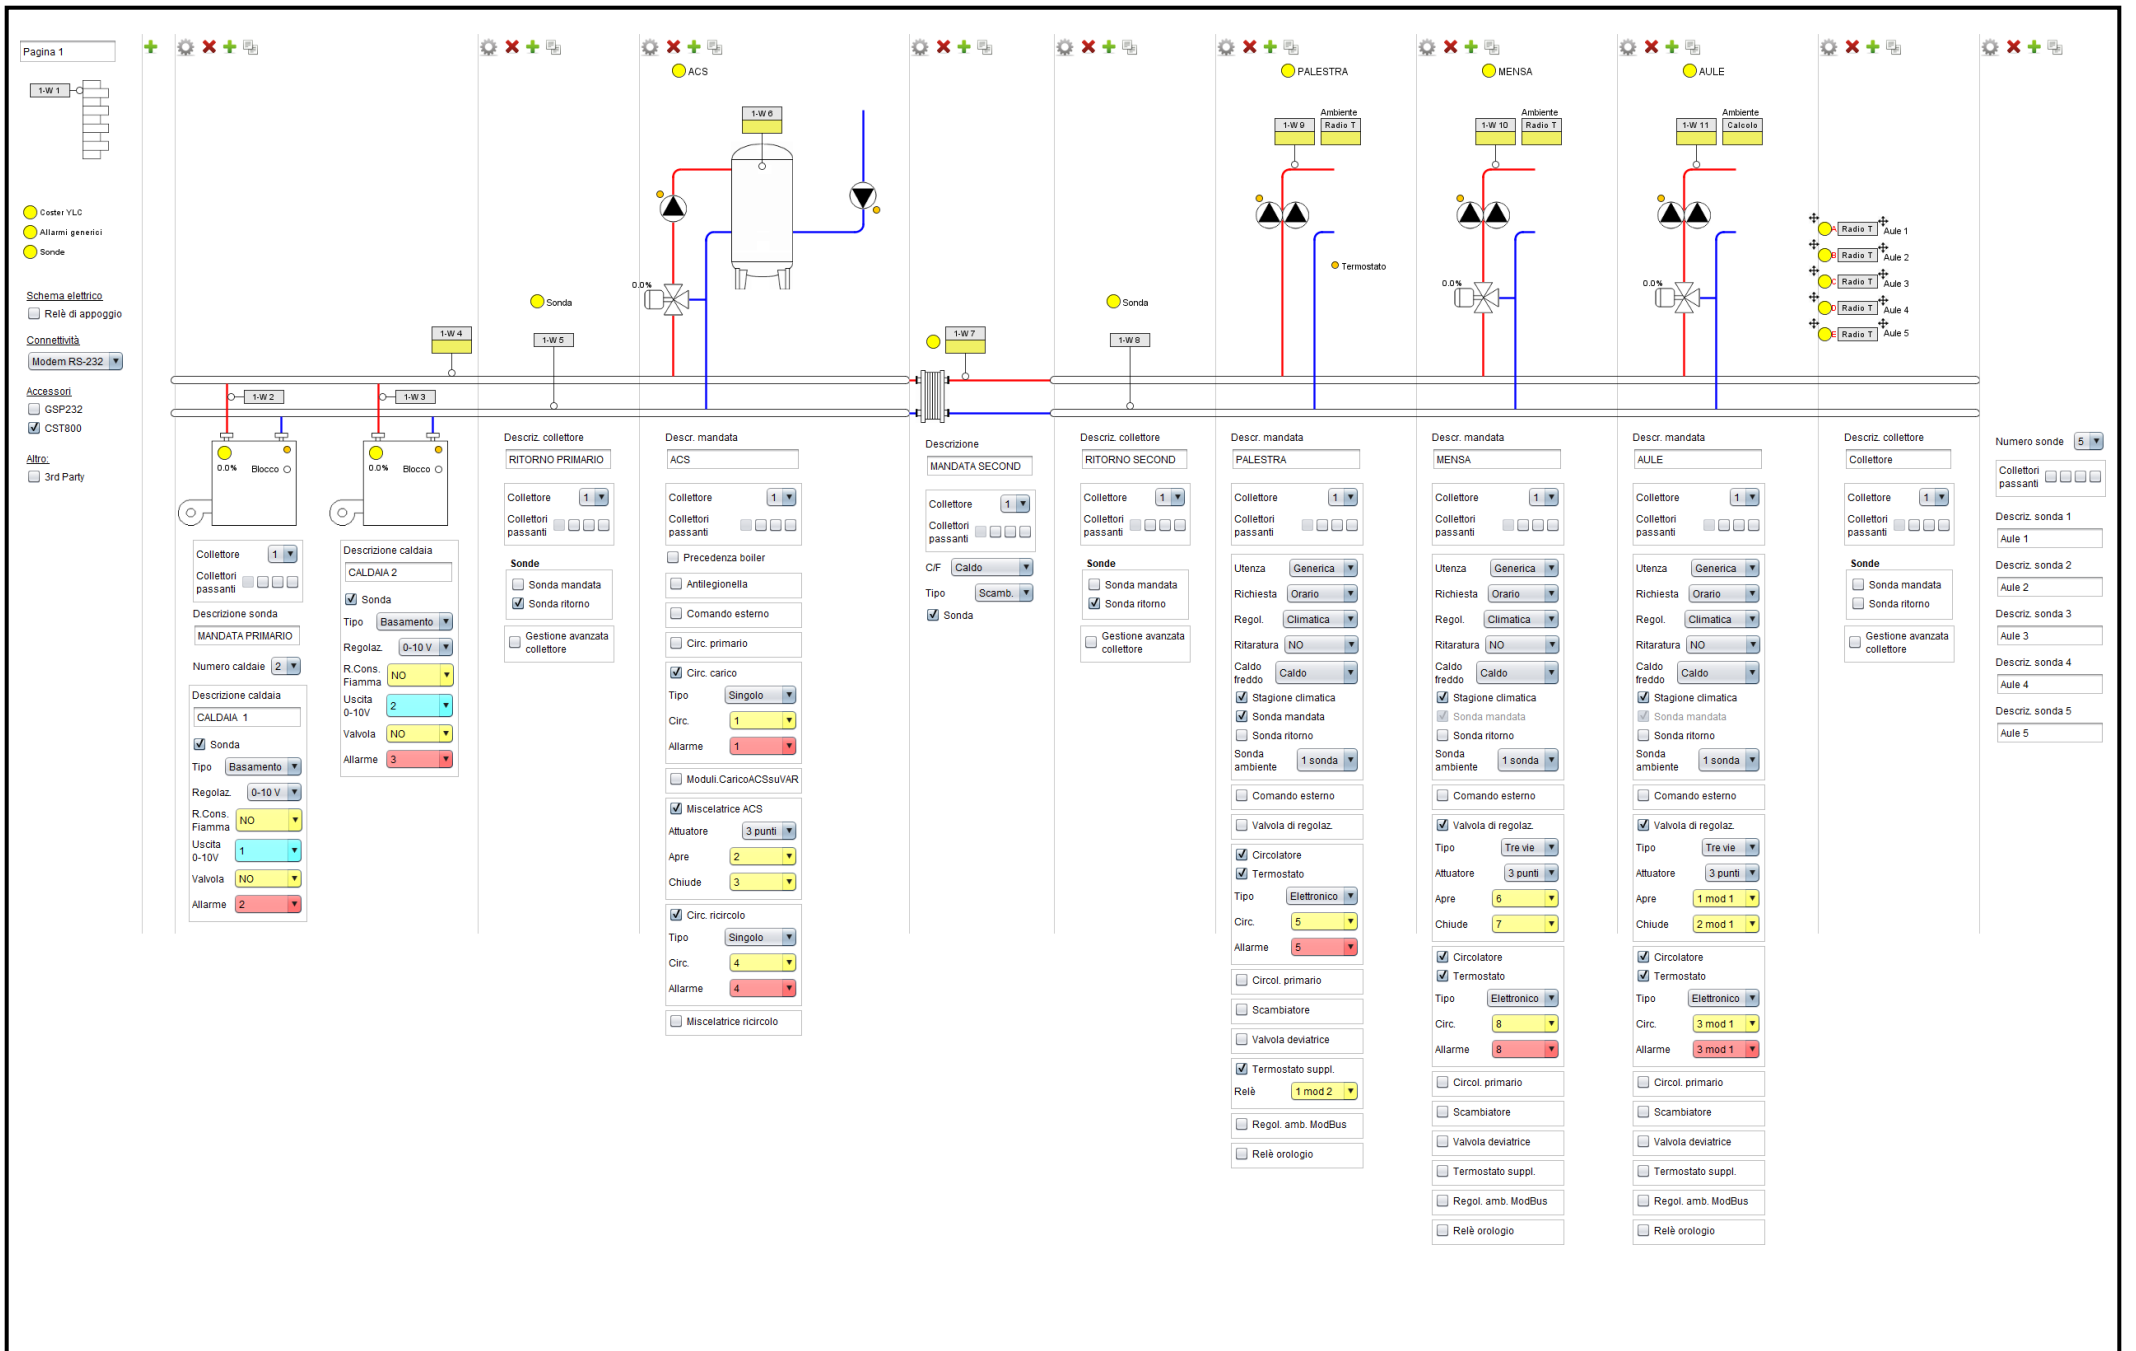 Pagina 1
1-W 1
Coster YLC
Allarmi generici
Sonde
Schema elettrico
Relè di appoggio
Connettività
Modem RS-232
Accessori
GSP232
CST800
Altro:
3rd Party
1-W 4
1-W 2
1-W 3
0.0%
Blocco
0.0%
Blocco
Collettore
1
Collettori
passanti
Descrizione sonda
MANDATA PRIMARIO
Numero caldaie
2
Descrizione caldaia
CALDAIA 1
Sonda
Tipo
Basamento
Regolaz.
0-10 V
R.Cons.
Fiamma
NO
Uscita
0-10V
1
Valvola
NO
Allarme
2
Descrizione caldaia
CALDAIA 2
Sonda
Tipo
Basamento
Regolaz.
0-10 V
R.Cons.
Fiamma
NO
Uscita
0-10V
2
Valvola
NO
Allarme
3
Sonda
1-W 5
Descriz. collettore
RITORNO PRIMARIO
Collettore
1
Collettori
passanti
Sonde
Sonda mandata
Sonda ritorno
Gestione avanzata
collettore
ACS
1-W 6
0.0%
Descr. mandata
ACS
Collettore
1
Collettori
passanti
Precedenza boiler
Antilegionella
Comando esterno
Circ. primario
Circ. carico
Tipo
Singolo
Circ.
1
Allarme
1
Moduli.CaricoACSsuVAR
Miscelatrice ACS
Attuatore
3 punti
Apre
2
Chiude
3
Circ. ricircolo
Tipo
Singolo
Circ.
4
Allarme
4
Miscelatrice ricircolo
1-W 7
Descrizione
MANDATA SECOND
Collettore
1
Collettori
passanti
C/F
Caldo
Tipo
Scamb.
Sonda
Sonda
1-W 8
Descriz. collettore
RITORNO SECOND
Collettore
1
Collettori
passanti
Sonde
Sonda mandata
Sonda ritorno
Gestione avanzata
collettore
PALESTRA
Ambiente
1-W 9
Radio T
Termostato
Descr. mandata
PALESTRA
Collettore
1
Collettori
passanti
Utenza
Generica
Richiesta
Orario
Regol.
Climatica
Ritaratura
NO
Caldo
freddo
Caldo
Stagione climatica
Sonda mandata
Sonda ritorno
Sonda
ambiente
1 sonda
Comando esterno
Valvola di regolaz.
Circolatore
Termostato
Tipo
Elettronico
Circ.
5
Allarme
5
Circol. primario
Scambiatore
Valvola deviatrice
Termostato suppl.
Relè
1 mod 2
Regol. amb. ModBus
Relè orologio
MENSA
Ambiente
1-W 10
Radio T
0.0%
Descr. mandata
MENSA
Collettore
1
Collettori
passanti
Utenza
Generica
Richiesta
Orario
Regol.
Climatica
Ritaratura
NO
Caldo
freddo
Caldo
Stagione climatica
Sonda mandata
Sonda ritorno
Sonda
ambiente
1 sonda
Comando esterno
Valvola di regolaz.
Tipo
Tre vie
Attuatore
3 punti
Apre
6
Chiude
7
Circolatore
Termostato
Tipo
Elettronico
Circ.
8
Allarme
8
Circol. primario
Scambiatore
Valvola deviatrice
Termostato suppl.
Regol. amb. ModBus
Relè orologio
AULE
Ambiente
1-W 11
Calcolo
0.0%
Descr. mandata
AULE
Collettore
1
Collettori
passanti
Utenza
Generica
Richiesta
Orario
Regol.
Climatica
Ritaratura
NO
Caldo
freddo
Caldo
Stagione climatica
Sonda mandata
Sonda ritorno
Sonda
ambiente
1 sonda
Comando esterno
Valvola di regolaz.
Tipo
Tre vie
Attuatore
3 punti
Apre
1 mod 1
Chiude
2 mod 1
Circolatore
Termostato
Tipo
Elettronico
Circ.
3 mod 1
Allarme
3 mod 1
Circol. primario
Scambiatore
Valvola deviatrice
Termostato suppl.
Regol. amb. ModBus
Relè orologio
A Radio T Aule 1
B Radio T Aule 2
C Radio T Aule 3
D Radio T Aule 4
E Radio T Aule 5
Descriz. collettore
Collettore
Collettore
1
Collettori
passanti
Sonde
Sonda mandata
Sonda ritorno
Gestione avanzata
collettore
Numero sonde
5
Collettori
passanti
Descriz. sonda 1
Aule 1
Descriz. sonda 2
Aule 2
Descriz. sonda 3
Aule 3
Descriz. sonda 4
Aule 4
Descriz. sonda 5
Aule 5